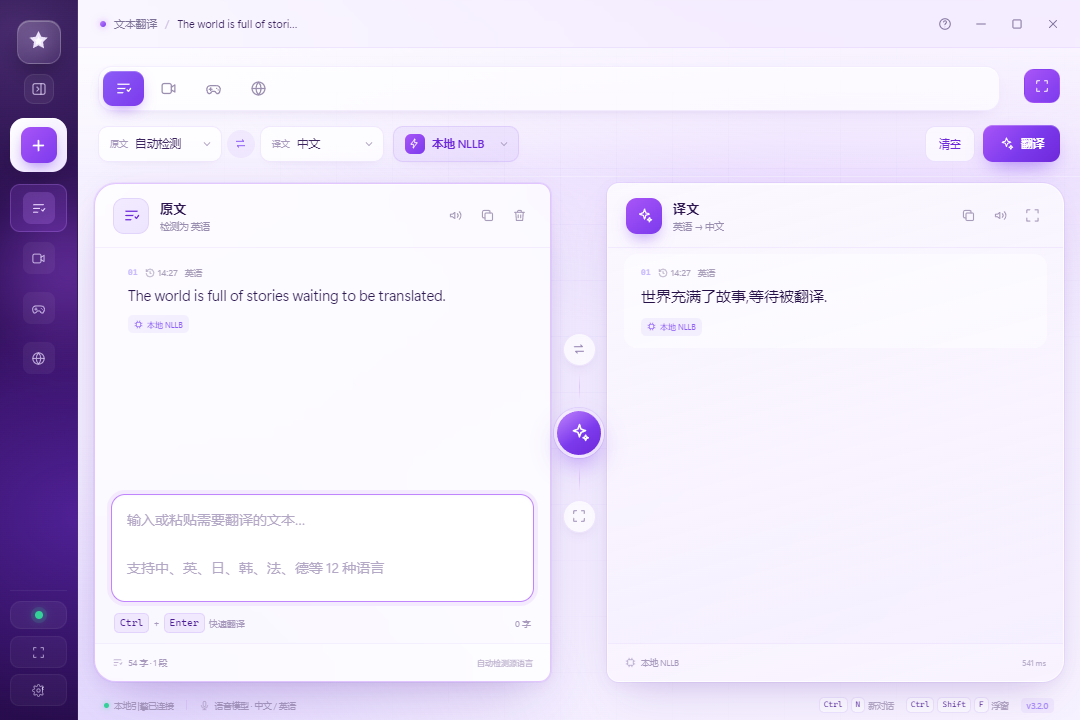 文本翻译 / The world is full of stori...
原文 自动检测
译文 中文
本地 NLLB
清空
翻译
原文
检测为 英语
01 14:27 英语
The world is full of stories waiting to be translated.
本地 NLLB
输入或粘贴需要翻译的文本...
支持中、英、日、韩、法、德等 12 种语言
Ctrl + Enter 快速翻译
0 字
54 字 · 1 段
自动检测源语言
译文
英语 → 中文
01 14:27 英语
世界充满了故事,等待被翻译.
本地 NLLB
本地 NLLB
541 ms
本地引擎已连接
语音模型 中文 / 英语
Ctrl N 新对话
Ctrl Shift F 浮窗
v3.2.0